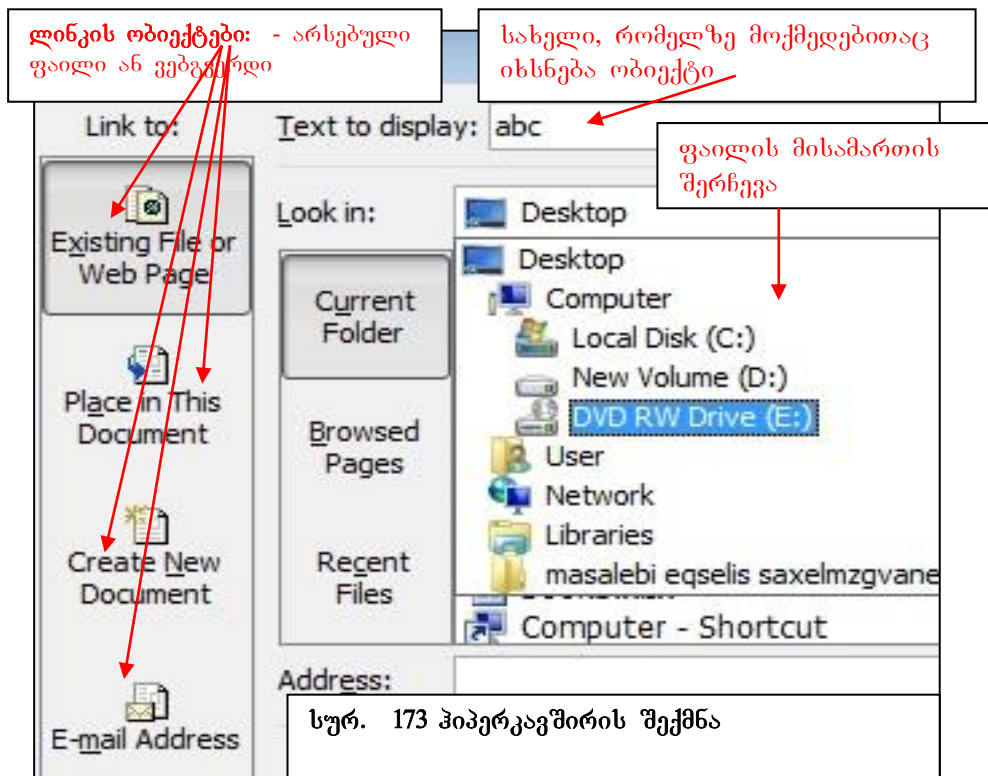 ლინკის ობიექტები: - არსებული
ფაილი ან ვებგვერდი
სახელი, რომელზე მოქმედებითაც
იხსნება ობიექტი
Link to:
Text to display: abc
ფაილის მისამართის
შერჩევა
Existing File or
Web Page
Place in This
Document
Create New
Document
E-mail Address
Look in:
Desktop
Current
Folder
Browsed
Pages
Recent
Files
Desktop
Computer
Local Disk (C:)
New Volume (D:)
DVD RW Drive (E:)
User
Network
Libraries
masalebi eqselis saxelmzgvane
Computer - Shortcut
Address:
სურ. 173 ჰიპერკავშირის შექმნა